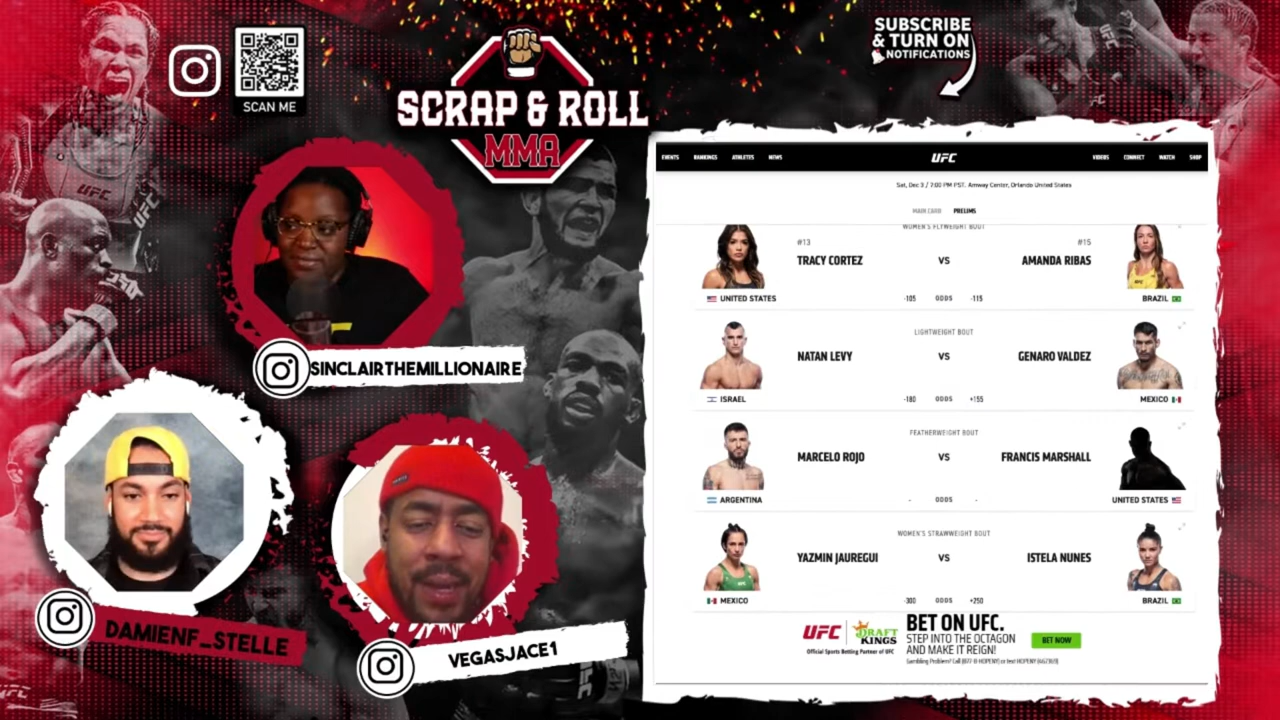 SCAN ME
SCRAP & ROLL
MMA
SUBSCRIBE
& TURN ON
NOTIFICATIONS
SINCLAIRTHEMILLIONAIRE
DAMIENF_STELLE
VEGASJACE1
EVENTS RANKINGS ATHLETES NEWS UFC VIDEOS CONNECT WATCH SHOP
Sat, Dec 3 / 7:00 PM PST. Amway Center, Orlando United States
MAIN CARD PRELIMS
WOMEN'S FLYWEIGHT BOUT
#13 #15
TRACY CORTEZ VS AMANDA RIBAS
UNITED STATES -105 ODDS -115 BRAZIL
LIGHTWEIGHT BOUT
NATAN LEVY VS GENARO VALDEZ
ISRAEL -180 ODDS +155 MEXICO
FEATHERWEIGHT BOUT
MARCELO ROJO VS FRANCIS MARSHALL
ARGENTINA - ODDS - UNITED STATES
WOMEN'S STRAWWEIGHT BOUT
YAZMIN JAUREGUI VS ISTELA NUNES
MEXICO -300 ODDS +250 BRAZIL
UFC DRAFT KINGS
Official Sports Betting Partner of UFC
BET ON UFC.
STEP INTO THE OCTAGON
AND MAKE IT REIGN!
BET NOW
UFC
UFC
UFC